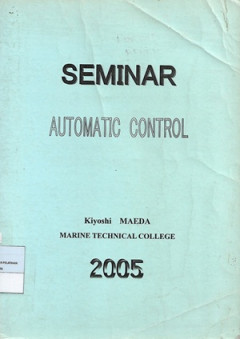 SEMINAR
AUTOMATIC CONTROL
Kiyoshi MAEDA
MARINE TECHNICAL COLLEGE
2005